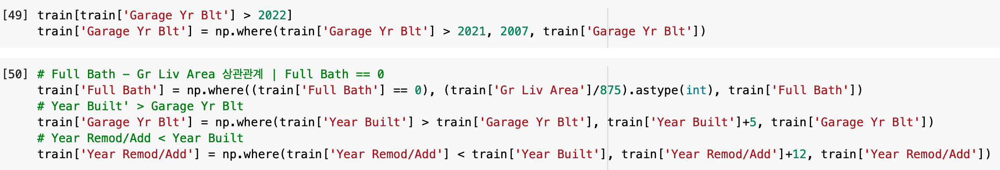 [49] train[train['Garage Yr Blt'] > 2022]
train['Garage Yr Blt'] = np.where(train['Garage Yr Blt'] > 2021, 2007, train['Garage Yr Blt'])
[50] # Full Bath - Gr Liv Area 상관관계 | Full Bath == 0
train['Full Bath'] = np.where((train['Full Bath'] == 0), (train['Gr Liv Area']/875).astype(int), train['Full Bath'])
# Year Built' > Garage Yr Blt
train['Garage Yr Blt'] = np.where(train['Year Built'] > train['Garage Yr Blt'], train['Year Built']+5, train['Garage Yr Blt'])
# Year Remod/Add < Year Built
train['Year Remod/Add'] = np.where(train['Year Remod/Add'] < train['Year Built'], train['Year Remod/Add']+12, train['Year Remod/Add'])